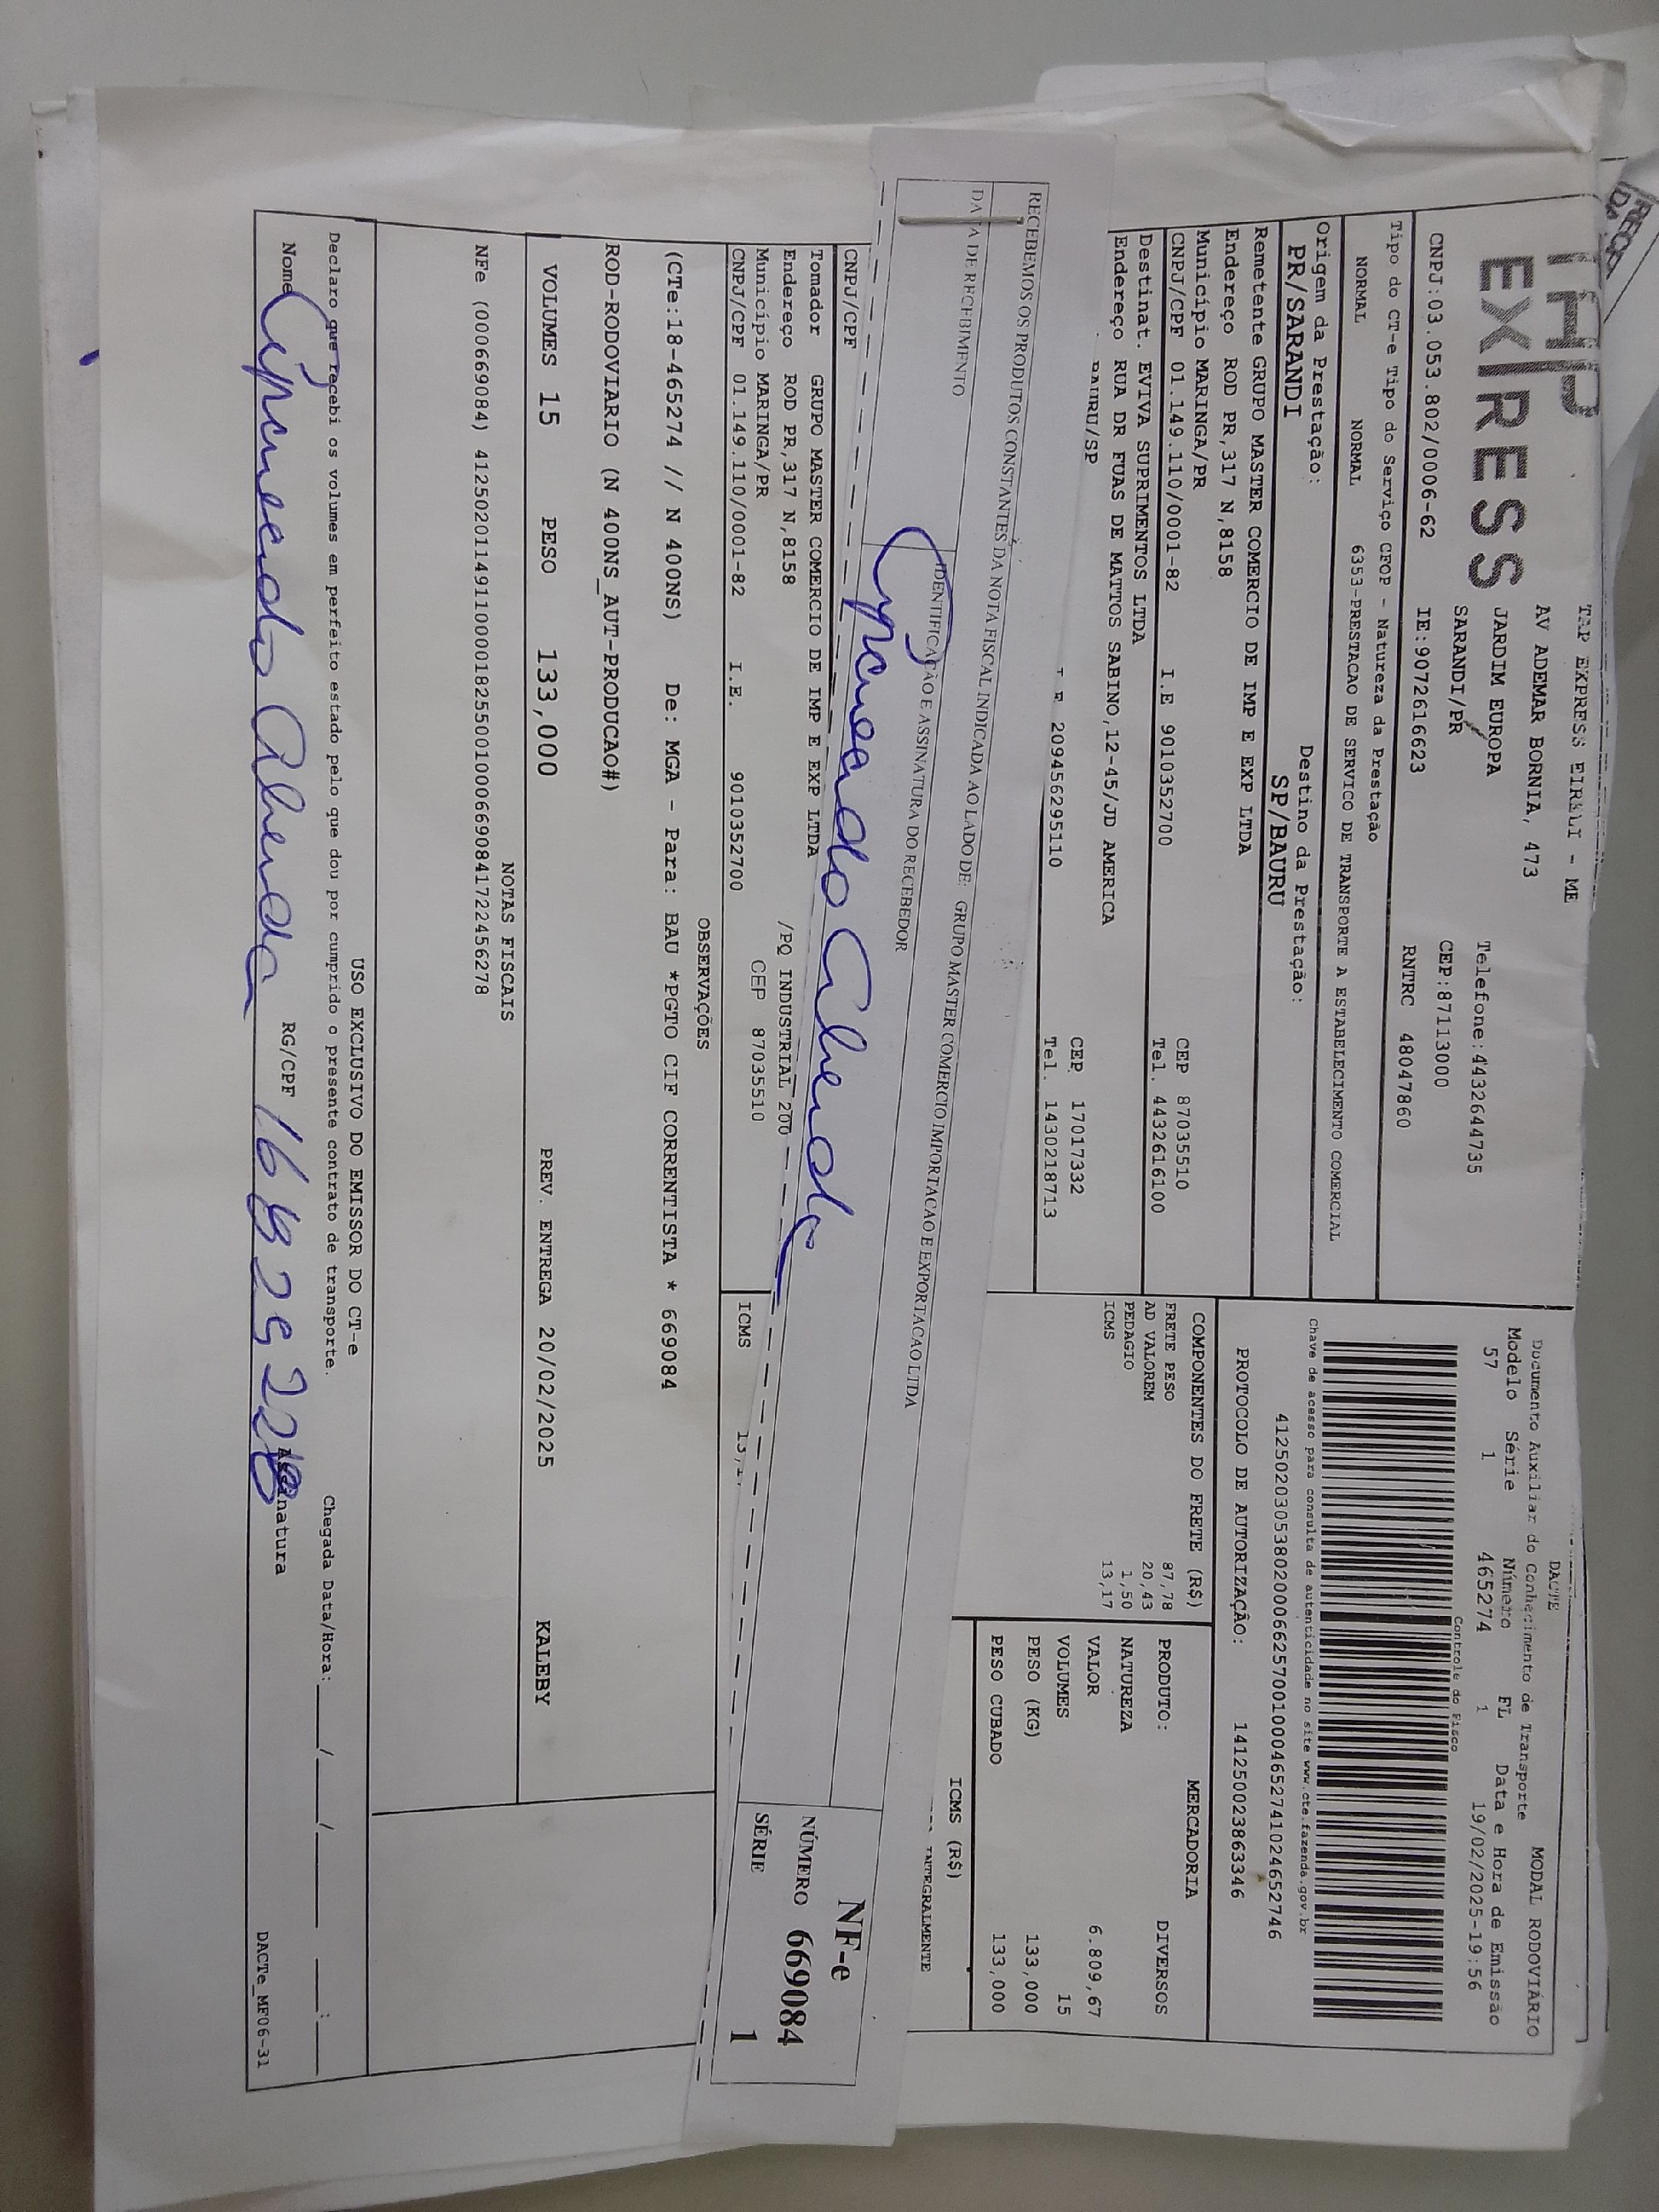 TAP
EXPRESS
TAP EXPRESS EIRELI - ME
AV ADEMAR BORNIA, 473
JARDIM EUROPA
SARANDI/PR
Telefone:4432644735
CEP:87113000
CNPJ:03.053.802/0006-62 IE:9072616623 RNTRC 48047860
DACTE MODAL RODOVIÁRIO
Documento Auxiliar do Conhecimento de Transporte
Modelo Série Número FL Data e Hora de Emissão
57 1 465274 1 19/02/2025-19:56
Controle do Fisco
Chave de acesso para consulta de autenticidade no site www.cte.fazenda.gov.br
41250203053802000662570010004652741024652746
PROTOCOLO DE AUTORIZAÇÃO: 141250023863346
Tipo do CT-e Tipo do Serviço CFOP - Natureza da Prestação
NORMAL NORMAL 6353-PRESTACAO DE SERVICO DE TRANSPORTE A ESTABELECIMENTO COMERCIAL
Origem da Prestação: Destino da Prestação:
PR/SARANDI SP/BAURU
Remetente GRUPO MASTER COMERCIO DE IMP E EXP LTDA
Endereço ROD PR,317 N,8158
Município MARINGA/PR CEP 87035510
CNPJ/CPF 01.149.110/0001-82 I.E 9010352700 Tel. 4432616100
Destinat. EVIVA SUPRIMENTOS LTDA
Endereço RUA DR FUAS DE MATTOS SABINO,12-45/JD AMERICA
BAURU/SP CEP 17017332
209456295110 Tel. 1430218713
COMPONENTES DO FRETE (R$)
FRETE PESO 87,78
AD VALOREM 20,43
PEDAGIO 1,50
ICMS 13,17
MERCADORIA
PRODUTO: DIVERSOS
NATUREZA
VALOR 6.809,67
VOLUMES 15
PESO (KG) 133,000
PESO CUBADO 133,000
ICMS (R$)
INTEGRALMENTE
RECEBEMOS OS PRODUTOS CONSTANTES DA NOTA FISCAL INDICADA AO LADO DE: GRUPO MASTER COMERCIO IMPORTACAO E EXPORTACAO LTDA
DATA DE RECEBIMENTO IDENTIFICAÇÃO E ASSINATURA DO RECEBEDOR
NF-e
NÚMERO 669084
SÉRIE 1
CNPJ/CPF
Tomador GRUPO MASTER COMERCIO DE IMP E EXP LTDA
Endereço ROD PR,317 N,8158 /PQ INDUSTRIAL 200
Município MARINGA/PR CEP 87035510
CNPJ/CPF 01.149.110/0001-82 I.E. 9010352700
ICMS
OBSERVAÇÕES
(CTe:18-465274 // N 400NS) De: MGA - Para: BAU *PGTO CIF CORRENTISTA * 669084
ROD-RODOVIARIO (N 400NS_AUT-PRODUCAO#)
VOLUMES 15 PESO 133,000 PREV. ENTREGA 20/02/2025 KALEBY
NOTAS FISCAIS
NFe (000669084) 41250201149110000182550010006690841722456278
USO EXCLUSIVO DO EMISSOR DO CT-e
Declaro que recebi os volumes em perfeito estado pelo que dou por cumprido o presente contrato de transporte. Chegada Data/Hora: ___/___/_____ ___:___
Nome RG/CPF Assinatura
DACTe_MF06-31